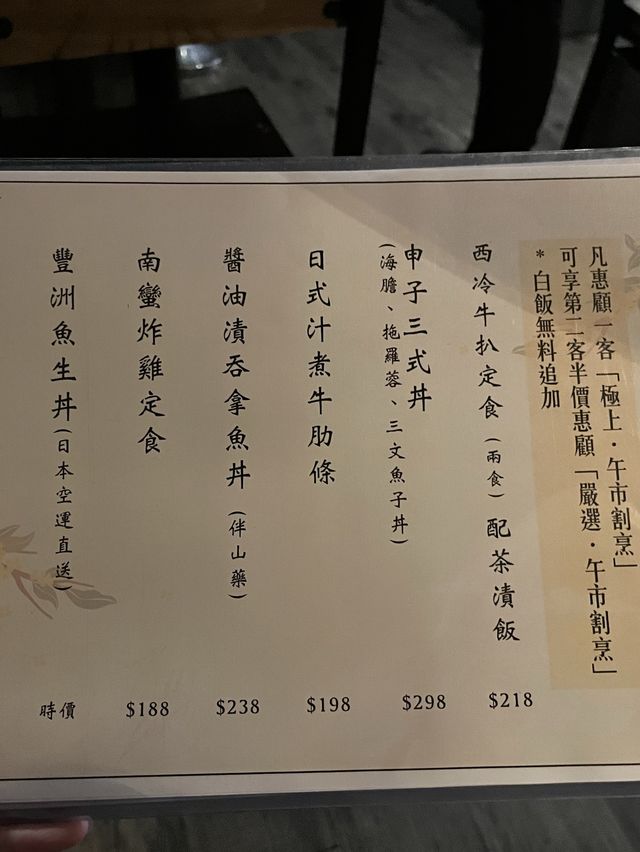 凡惠顧一客「極上．午市割烹」
可享第二客半價惠顧「嚴選．午市割烹」
*白飯無料追加
西冷牛扒定食(兩食)配茶漬飯
$218
申子三式丼
(海膽、拖羅蓉、三文魚子丼)
$298
日式汁煮牛肋條
$198
醬油漬吞拿魚丼(伴山藥)
$238
南蠻炸雞定食
$188
豐洲魚生丼(日本空運直送)
時價